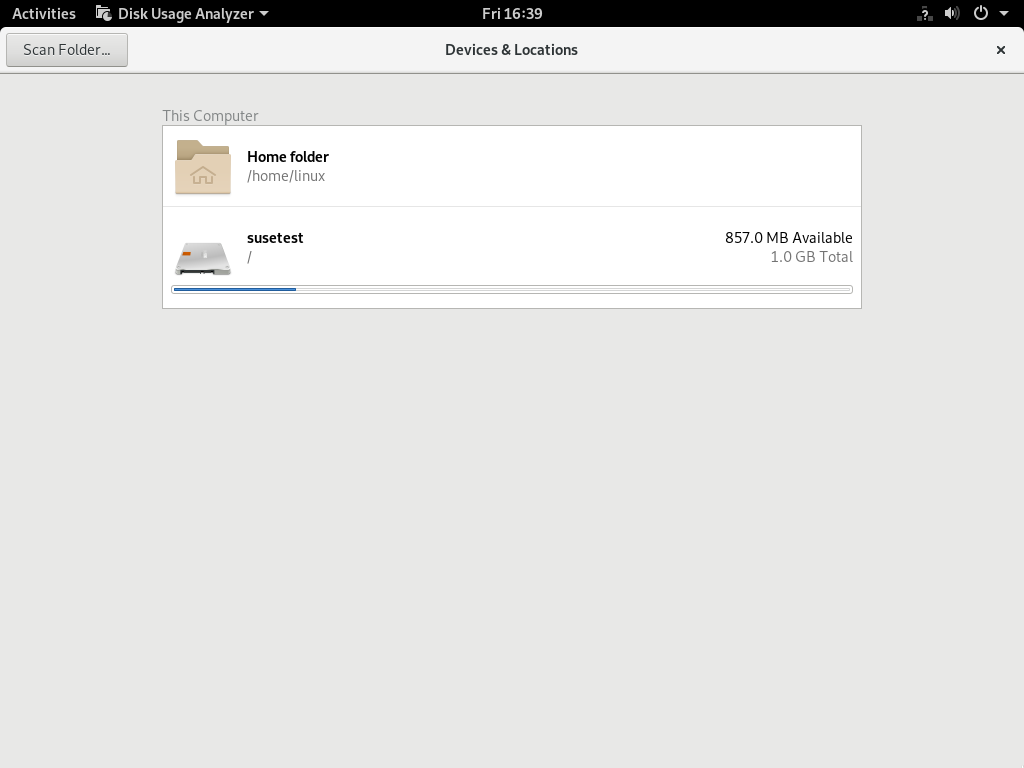 Activities Disk Usage Analyzer Fri 16:39 ?
Scan Folder... Devices & Locations
This Computer
Home folder
/home/linux
susetest 857.0 MB Available
/ 1.0 GB Total